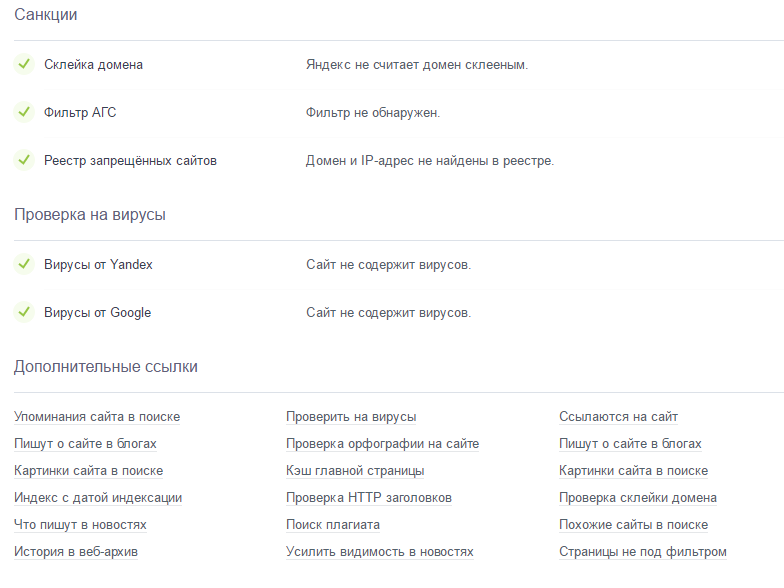 Санкции
Склейка домена Яндекс не считает домен склееным.
Фильтр АГС Фильтр не обнаружен.
Реестр запрещённых сайтов Домен и IP-адрес не найдены в реестре.
Проверка на вирусы
Вирусы от Yandex Сайт не содержит вирусов.
Вирусы от Google Сайт не содержит вирусов.
Дополнительные ссылки
Упоминания сайта в поиске Проверить на вирусы Ссылаются на сайт
Пишут о сайте в блогах Проверка орфографии на сайте Пишут о сайте в блогах
Картинки сайта в поиске Кэш главной страницы Картинки сайта в поиске
Индекс с датой индексации Проверка HTTP заголовков Проверка склейки домена
Что пишут в новостях Поиск плагиата Похожие сайты в поиске
История в веб-архив Усилить видимость в новостях Страницы не под фильтром